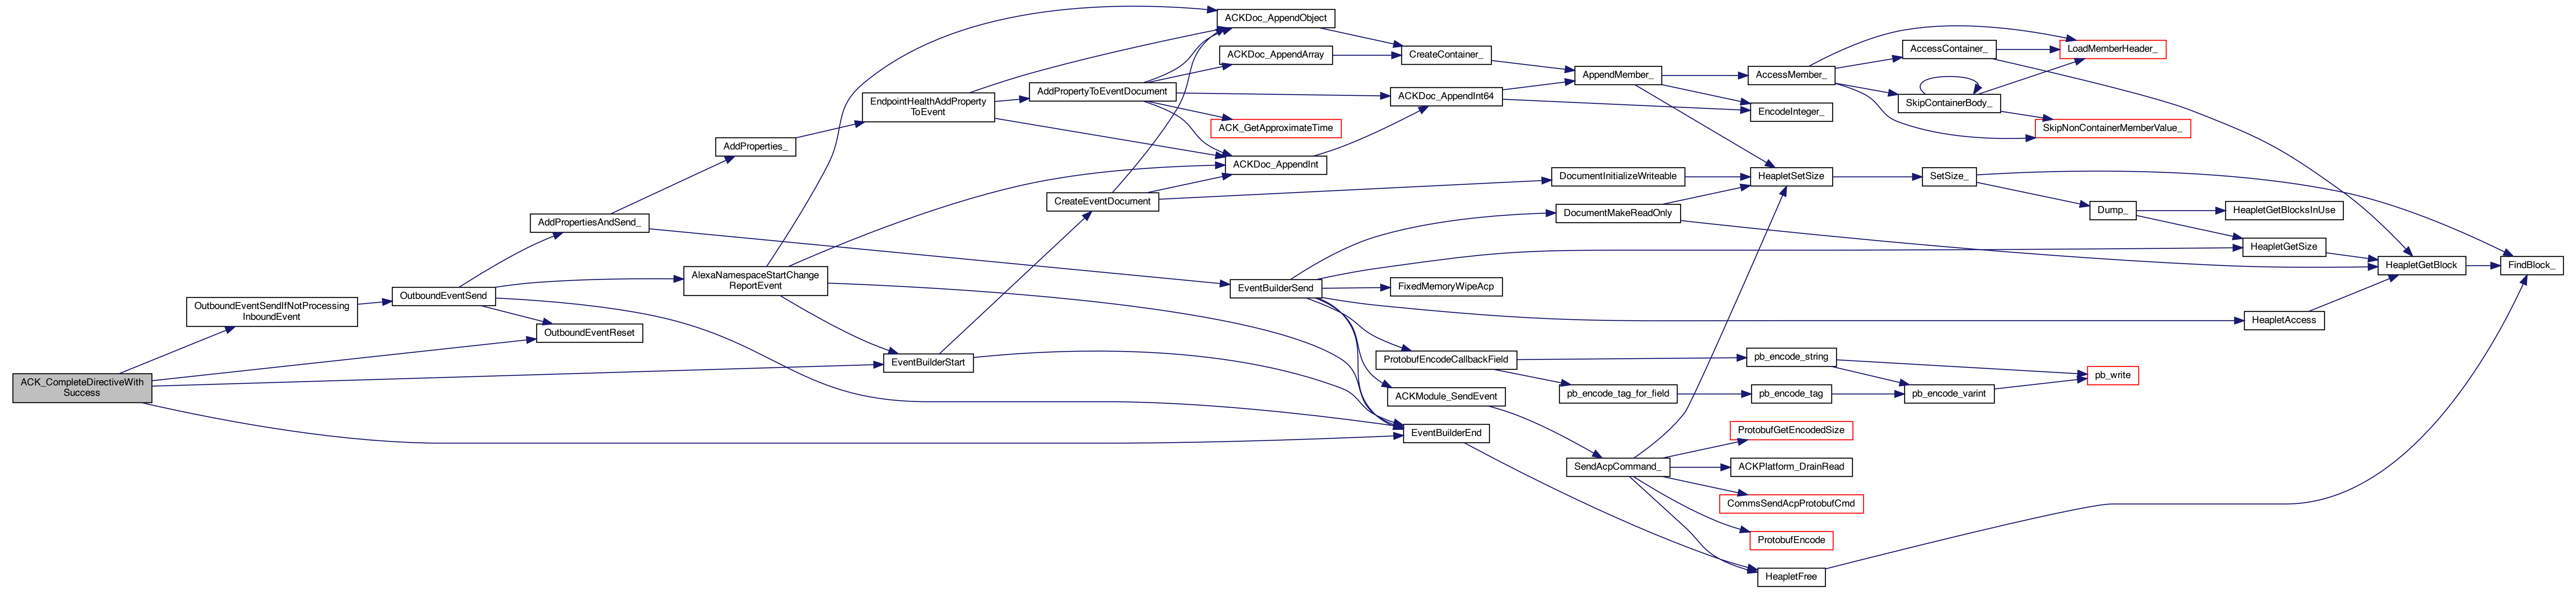 ACK_CompleteDirectiveWith
Success
OutboundEventSendIfNotProcessing
InboundEvent
OutboundEventSend
OutboundEventReset
AddPropertiesAndSend_
AddProperties_
AlexaNamespaceStartChange
ReportEvent
EventBuilderStart
EndpointHealthAddProperty
ToEvent
AddPropertyToEventDocument
CreateEventDocument
ACKDoc_AppendObject
ACKDoc_AppendArray
ACK_GetApproximateTime
ACKDoc_AppendInt
EventBuilderSend
CreateContainer_
ACKDoc_AppendInt64
FixedMemoryWipeAcp
ProtobufEncodeCallbackField
ACKModule_SendEvent
EventBuilderEnd
AppendMember_
DocumentInitializeWriteable
DocumentMakeReadOnly
pb_encode_tag_for_field
SendAcpCommand_
AccessMember_
EncodeInteger_
HeapletSetSize
pb_encode_string
pb_encode_tag
ProtobufGetEncodedSize
ACKPlatform_DrainRead
CommsSendAcpProtobufCmd
ProtobufEncode
HeapletFree
AccessContainer_
SkipContainerBody_
SetSize_
pb_encode_varint
LoadMemberHeader_
SkipNonContainerMemberValue_
Dump_
pb_write
HeapletGetBlocksInUse
HeapletGetSize
HeapletAccess
HeapletGetBlock
FindBlock_